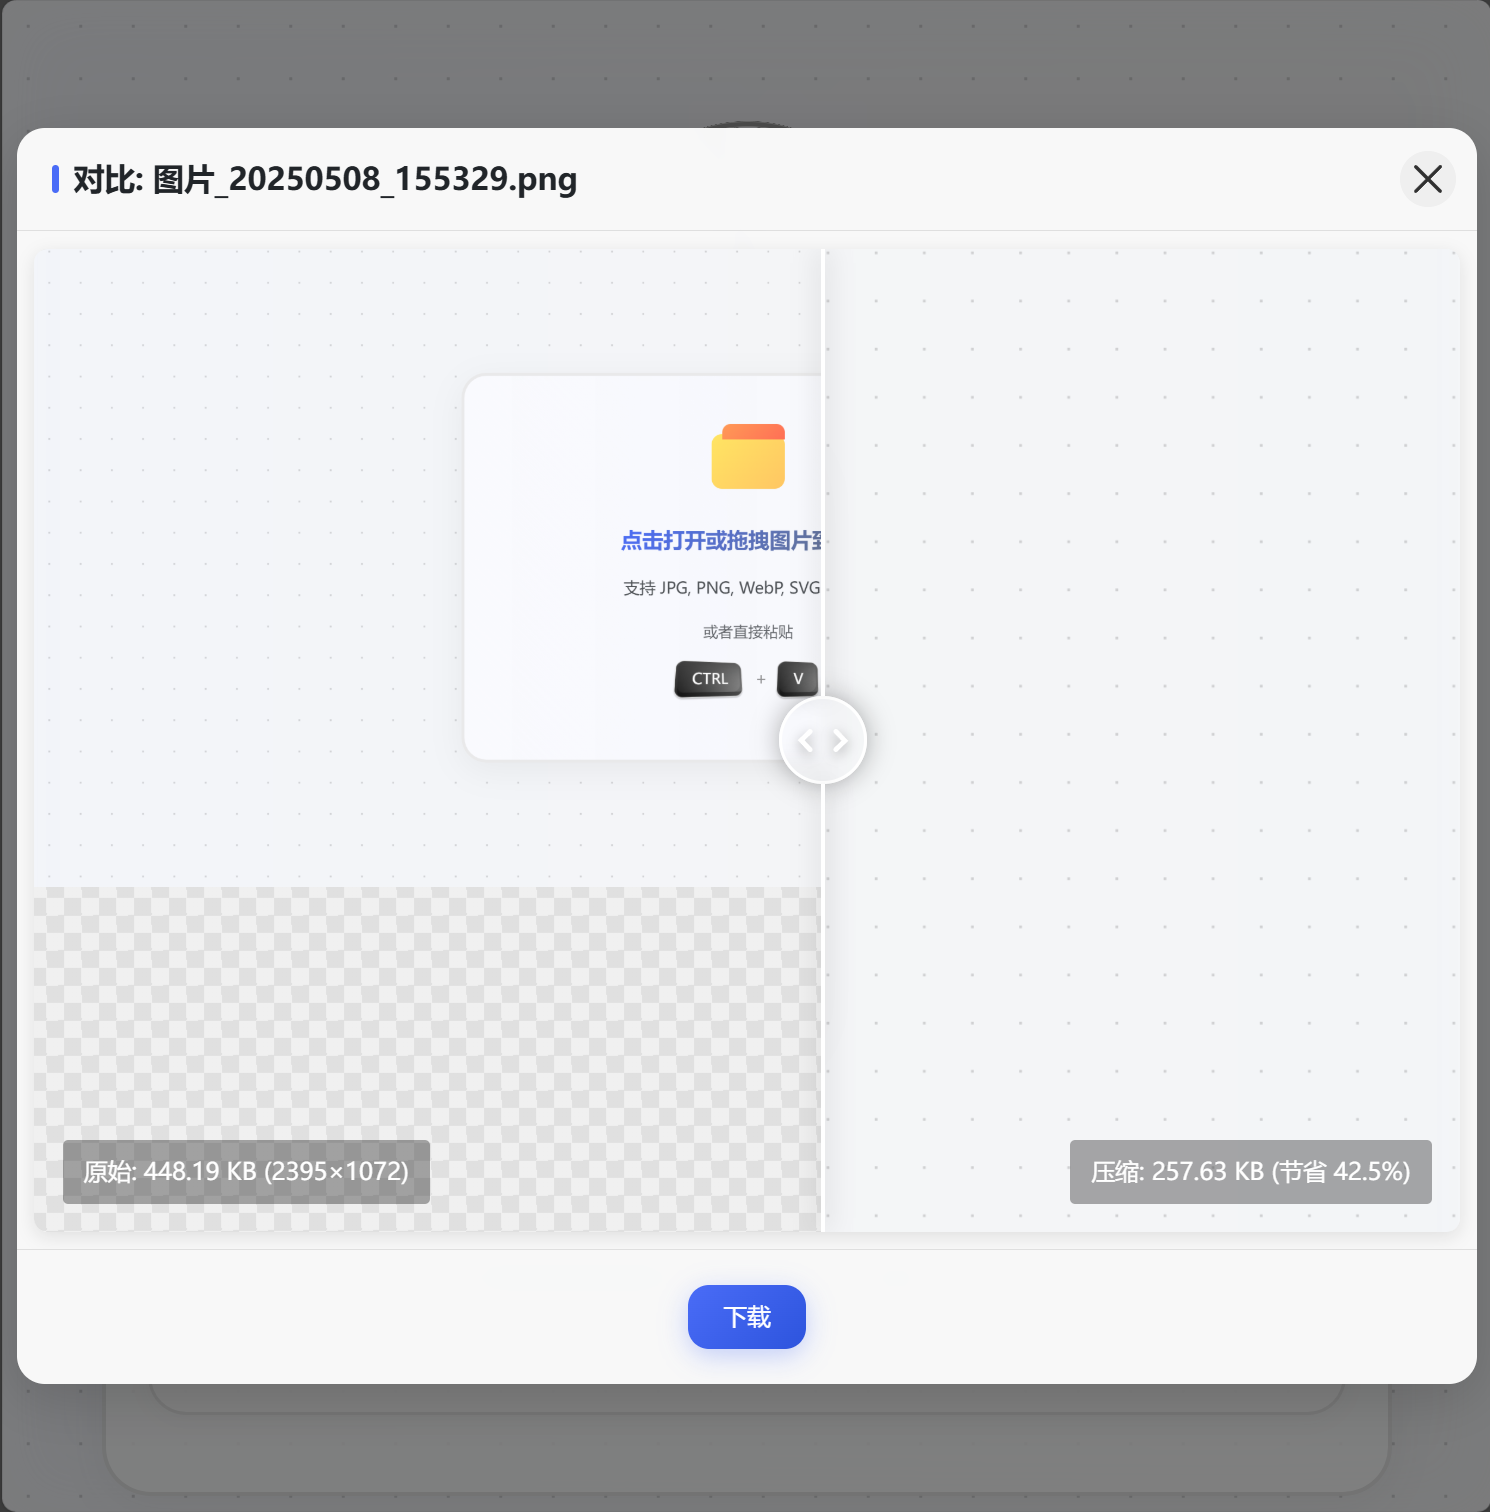 对比: 图片_20250508_155329.png
点击打开或拖拽图片到
支持 JPG, PNG, WebP, SVG
或者直接粘贴
CTRL + V
原始: 448.19 KB (2395×1072)
压缩: 257.63 KB (节省 42.5%)
下载